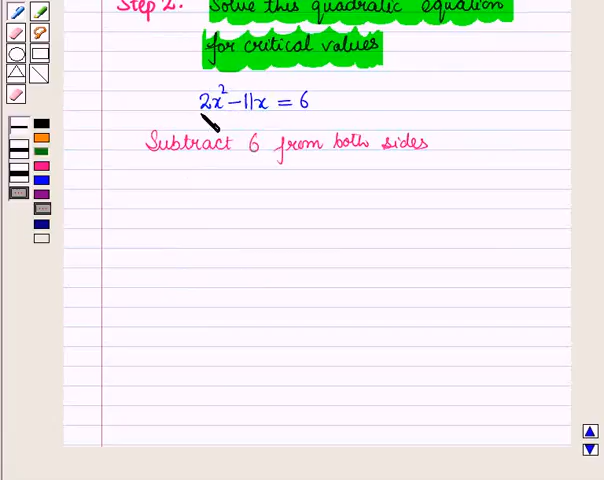 Step 2. Solve this quadratic equation
for critical values
2x² – 11x = 6
Subtract 6 from both sides